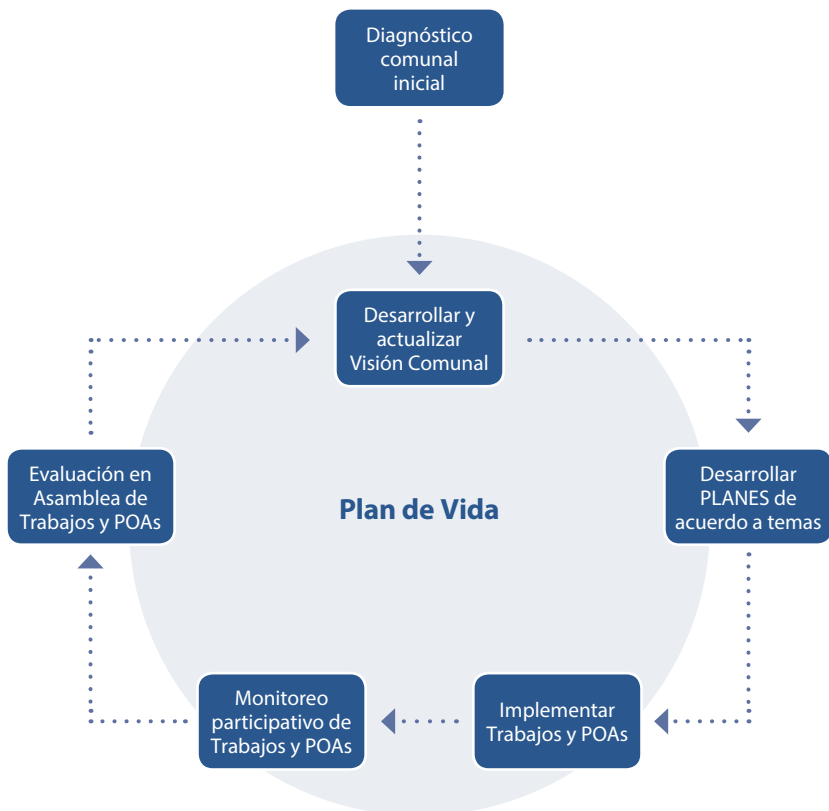 Diagnóstico
comunal
inicial
Desarrollar y
actualizar
Visión Comunal
Evaluación en
Asamblea de
Trabajos y POAs
Plan de Vida
Desarrollar
PLANES de
acuerdo a temas
Monitoreo
participativo de
Trabajos y POAs
Implementar
Trabajos y POAs